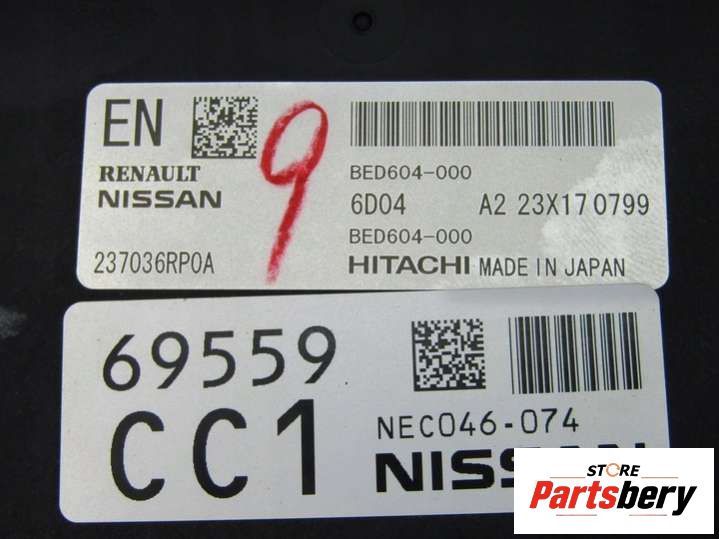 EN
9
RENAULT
NISSAN
237036RP0A
BED604-000
6D04 A2 23X17 0799
BED604-000
HITACHI MADE IN JAPAN
69559
CC1
NEC046-074
NISSAN
STORE
Partsbery